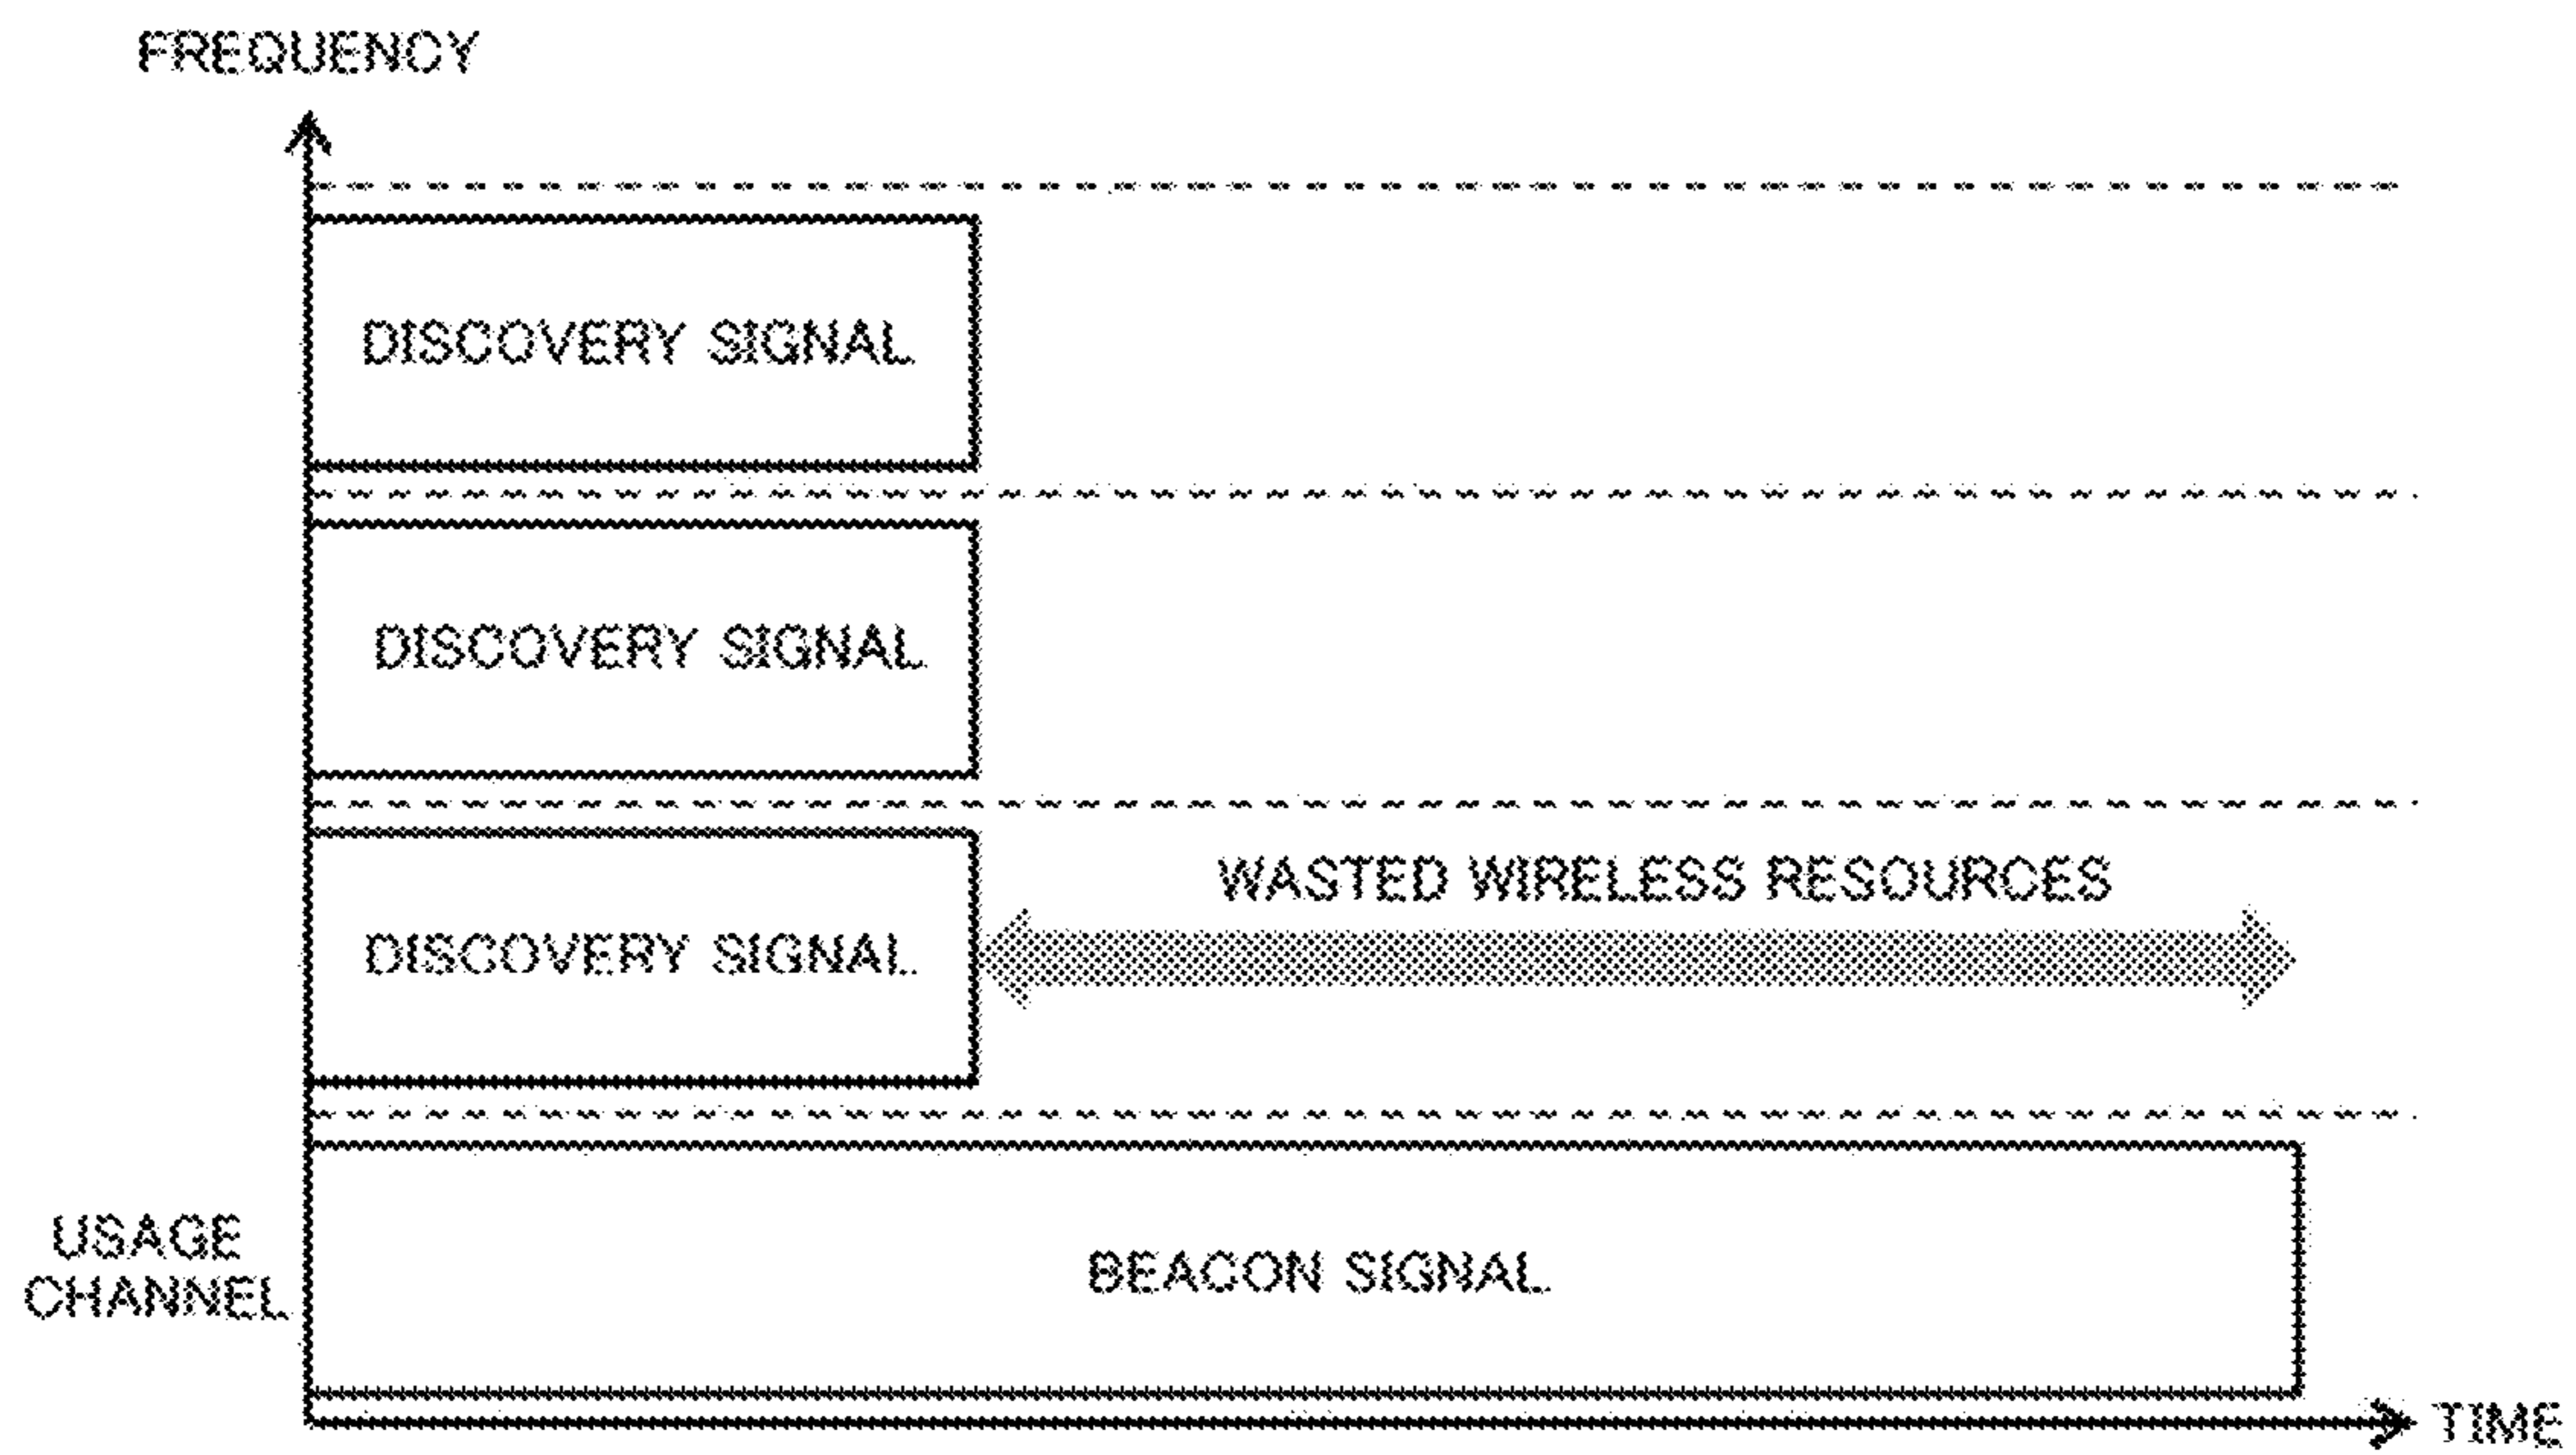 FREQUENCY
DISCOVERY SIGNAL
DISCOVERY SIGNAL
WASTED WIRELESS RESOURCES
DISCOVERY SIGNAL
USAGE
CHANNEL
BEACON SIGNAL
TIME